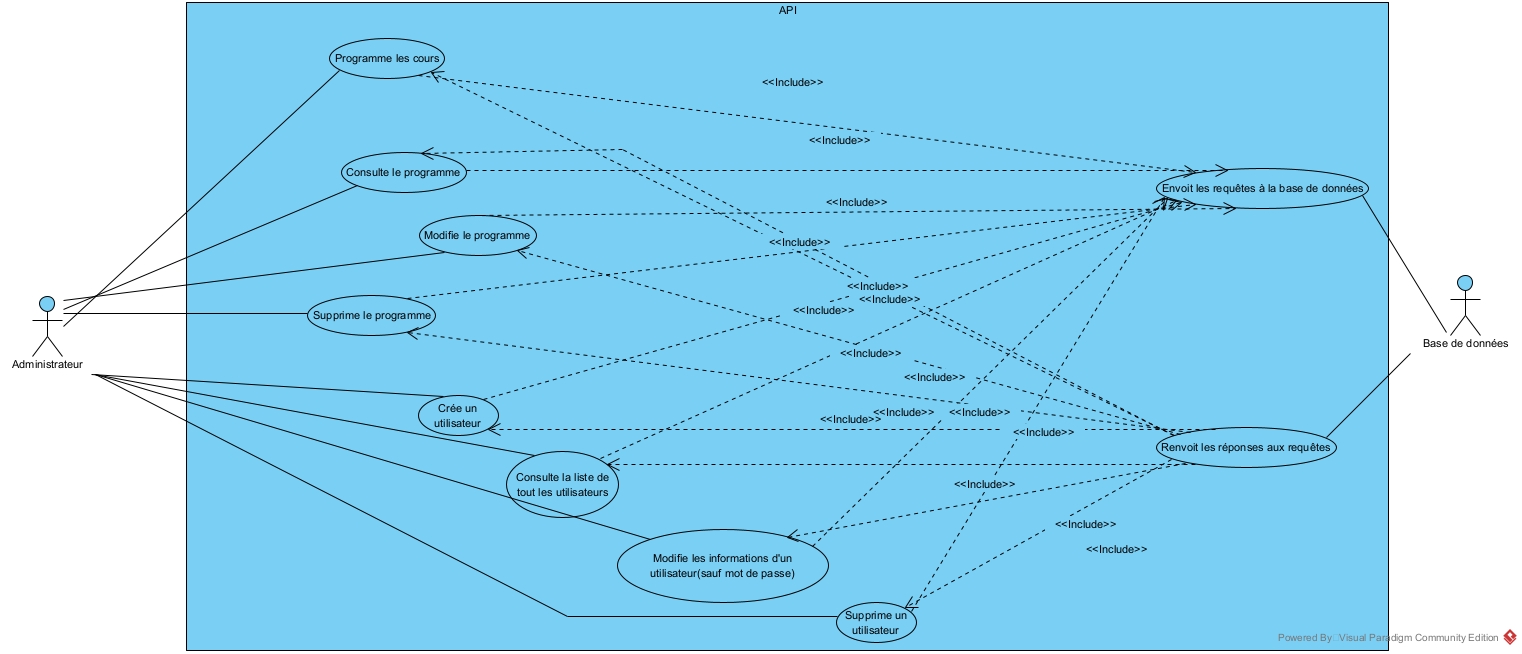 API
Programme les cours
<<Include>>
<<Include>>
Consulte le programme
Envoit les requêtes à la base de données
<<Include>>
Modifie le programme
<<Include>>
<<Include>>
<<Include>>
Supprime le programme
<<Include>>
Base de données
<<Include>>
Administrateur
<<Include>>
Crée un
utilisateur
<<Include>>
<<Include>>
<<Include>>
<<Include>>
Renvoit les réponses aux requêtes
Consulte la liste de
tout les utilisateurs
<<Include>>
<<Include>>
<<Include>>
Modifie les informations d'un
utilisateur(sauf mot de passe)
Supprime un
utilisateur
Powered By Visual Paradigm Community Edition